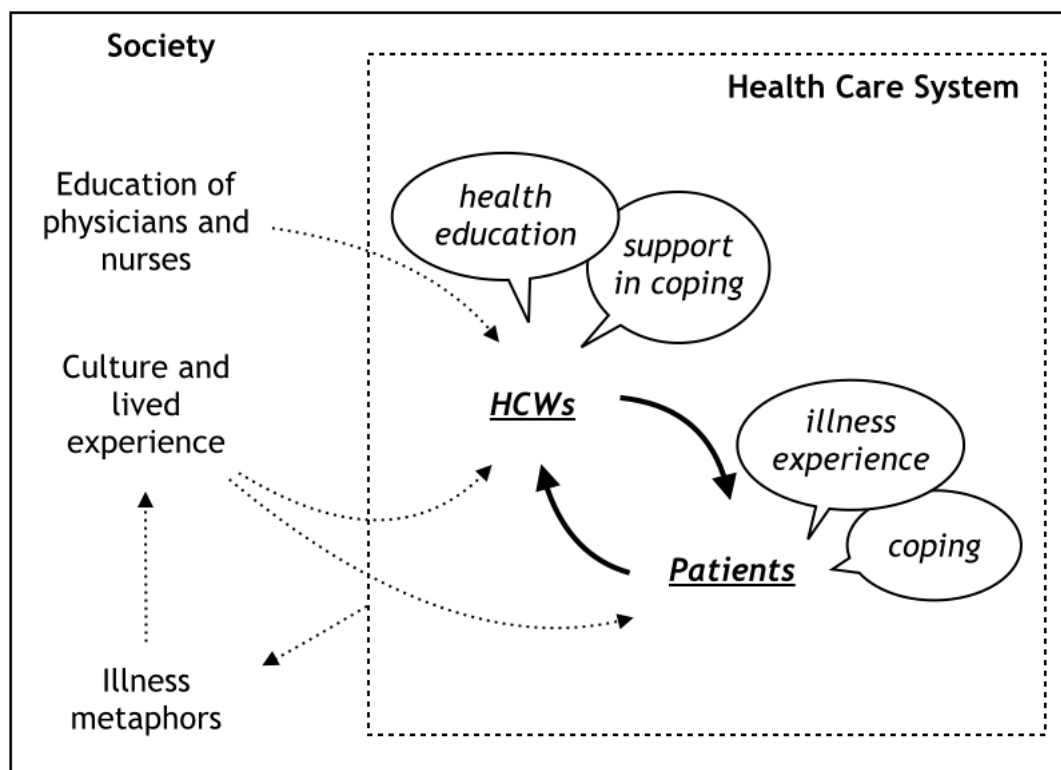 Society
Health Care System
Education of
physicians and
nurses
health
education
support
in coping
Culture and
lived
experience
HCWs
illness
experience
coping
Patients
Illness
metaphors